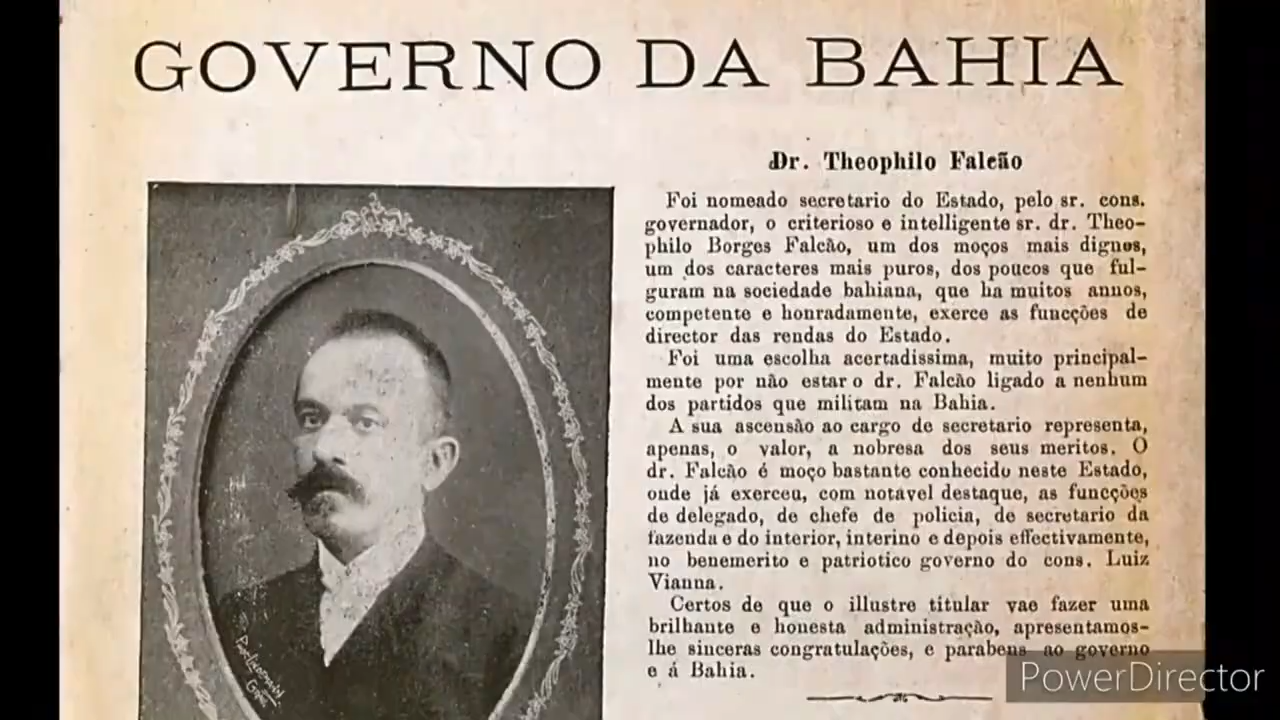 GOVERNO DA BAHIA
Dr. Theophilo Falcão
Foi nomeado secretario do Estado, pelo sr. cons.
governador, o criterioso e intelligente sr. dr. Theo-
philo Borges Falcão, um dos moços mais dignos,
um dos caracteres mais puros, dos poucos que ful-
guram na sociedade bahiana, que ha muitos annos,
competente e honradamente, exerce as funcções de
director das rendas do Estado.
Foi uma escolha acertadissima, muito principal-
mente por não estar o dr. Falcão ligado a nenhum
dos partidos que militam na Bahia.
A sua ascensão ao cargo de secretario representa,
apenas, o valor, a nobresa dos seus meritos. O
dr. Falcão é moço bastante conhecido neste Estado,
onde já exerceu, com notavel destaque, as funcções
de delegado, de chefe de policia, de secretario da
fazenda e do interior, interino e depois effectivamente,
no benemerito e patriotico governo do cons. Luiz
Vianna.
Certos de que o illustre titular vae fazer uma
brilhante e honesta administração, apresentamos-
lhe sinceras congratulações, e parabens ao governo
e á Bahia.
PowerDirector